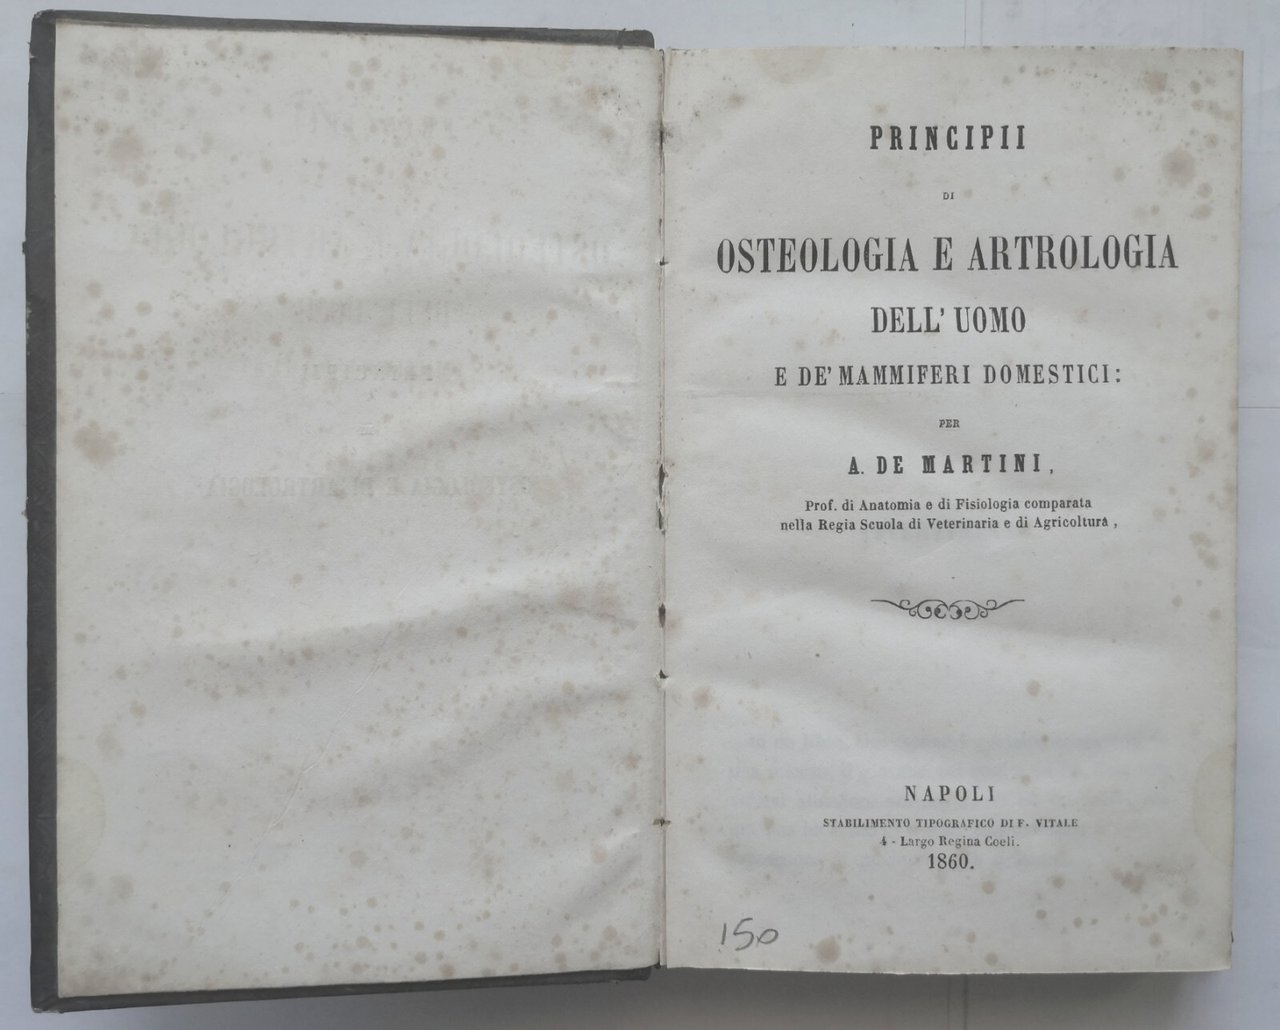 PRINCIPII
DI
OSTEOLOGIA E ARTROLOGIA
DELL' UOMO
E DE' MAMMIFERI DOMESTICI:
PER
A. DE MARTINI,
Prof. di Anatomia e di Fisiologia comparata
nella Regia Scuola di Veterinaria e di Agricoltura,
NAPOLI
STABILIMENTO TIPOGRAFICO DI F. VITALE
4 - Largo Regina Coeli.
1860.
150